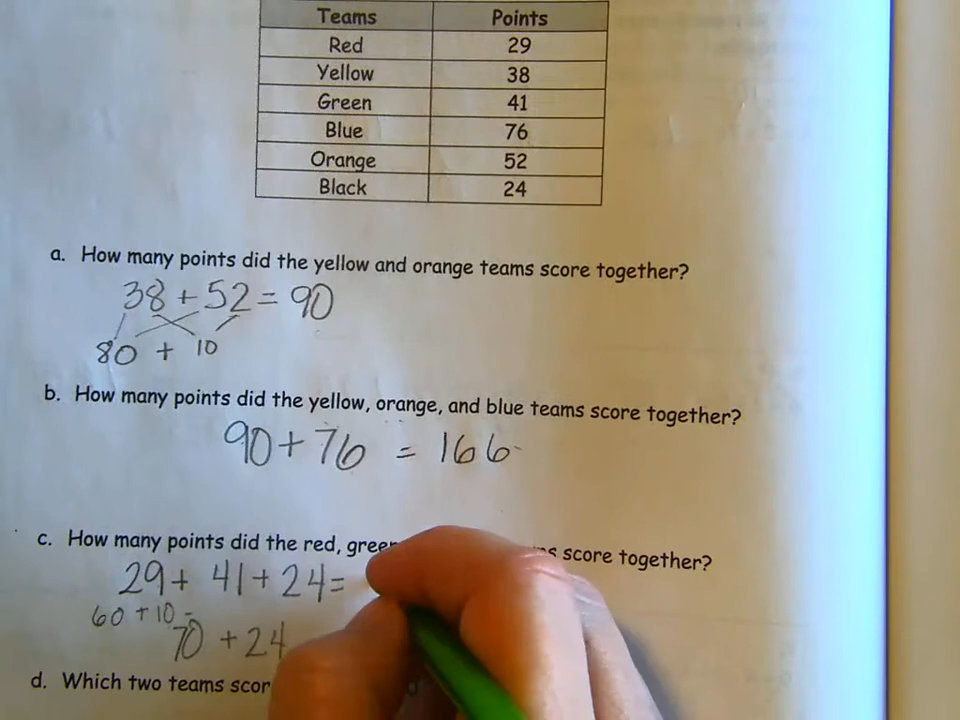 Teams Points
Red 29
Yellow 38
Green 41
Blue 76
Orange 52
Black 24
a. How many points did the yellow and orange teams score together?
38 + 52 = 90
80 + 10
b. How many points did the yellow, orange, and blue teams score together?
90 + 76 = 166
c. How many points did the red, score together?
29 + 41 + 24 =
60 + 10 =
70 + 24
d. Which two teams